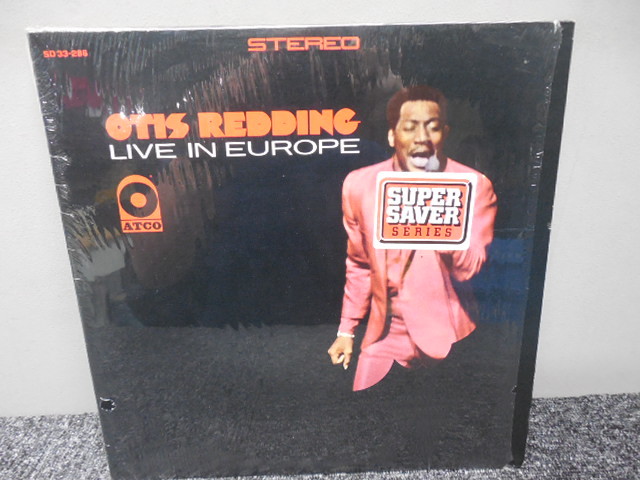 STEREO
SD 33-286
OTIS REDDING
LIVE IN EUROPE
ATCO
SUPER
SAVER
SERIES